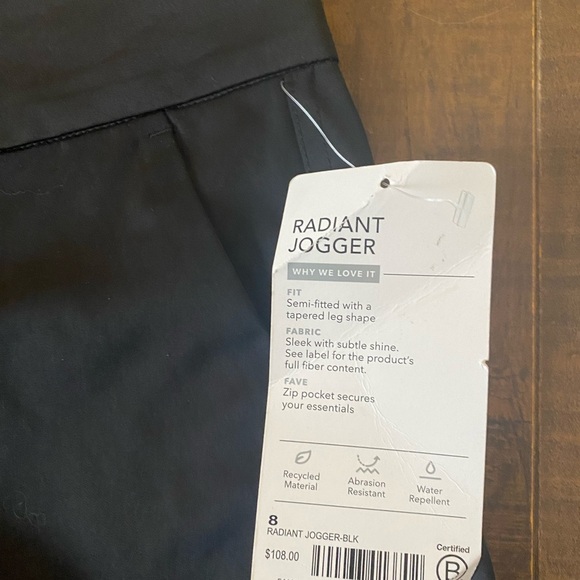 RADIANT
JOGGER
WHY WE LOVE IT
FIT
Semi-fitted with a
tapered leg shape
FABRIC
Sleek with subtle shine.
See label for the product's
full fiber content.
FAVE
Zip pocket secures
your essentials
Recycled
Material
Abrasion
Resistant
Water
Repellent
8
RADIANT JOGGER-BLK
$108.00
Certified
B